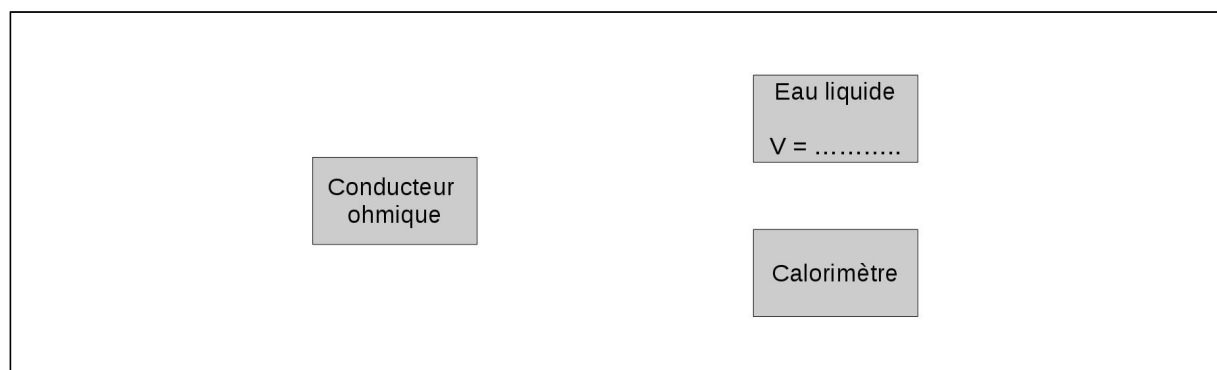 Conducteur
ohmique
Eau liquide
V = ………..
Calorimètre